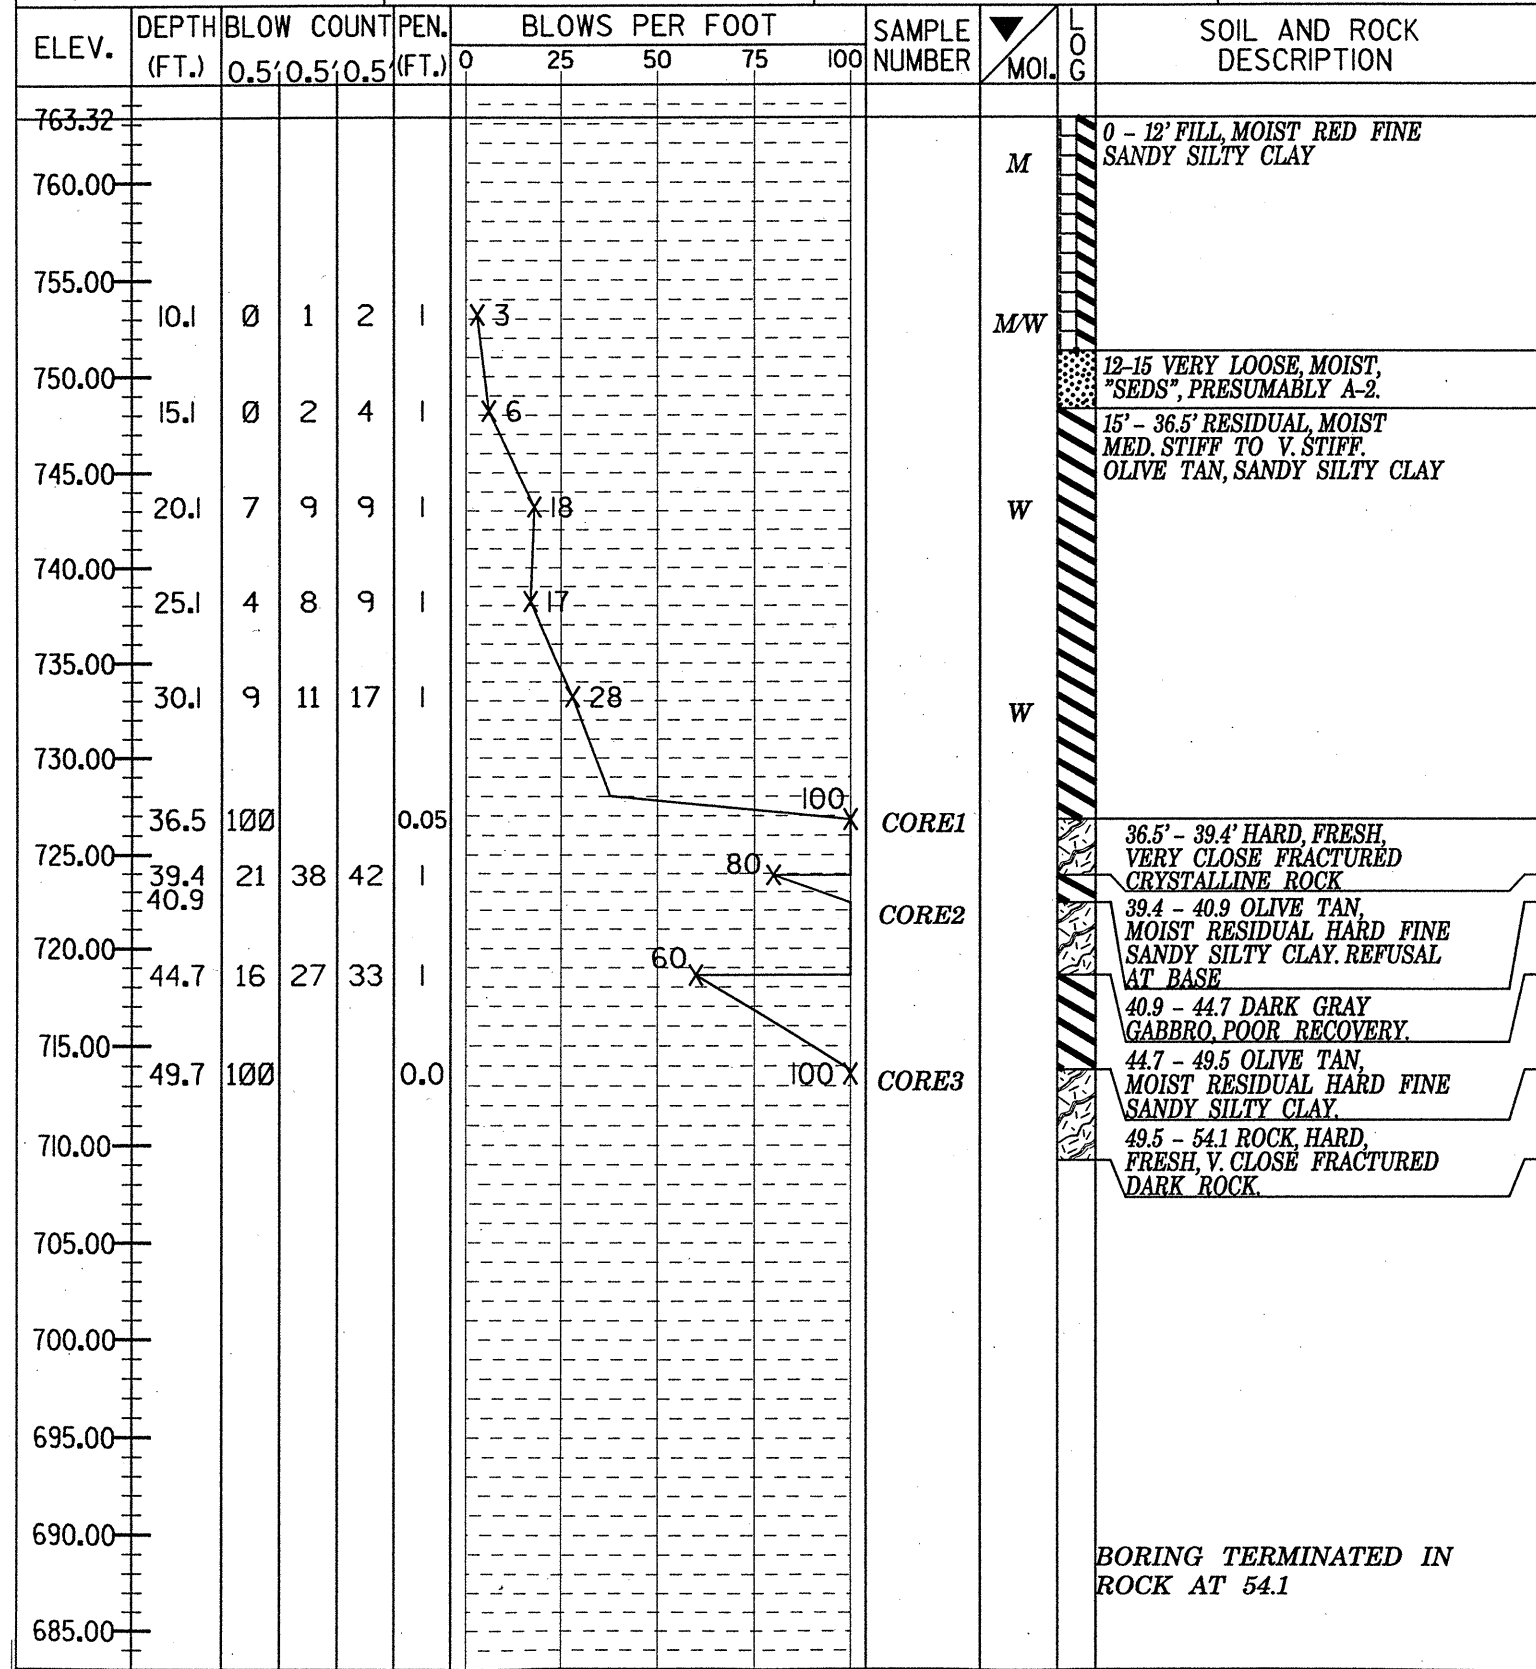 ELEV. DEPTH (FT.) BLOW COUNT 0.5' 0.5' 0.5' PEN. (FT.) BLOWS PER FOOT SAMPLE NUMBER ▼/MOI. LOG SOIL AND ROCK DESCRIPTION
0 25 50 75 100
763.32
0 - 12' FILL, MOIST RED FINE
SANDY SILTY CLAY
M
760.00
755.00
10.1 Ø 1 2 1 3 M/W
12-15 VERY LOOSE, MOIST,
"SEDS", PRESUMABLY A-2.
750.00
15.1 Ø 2 4 1 6
15' - 36.5' RESIDUAL, MOIST
MED. STIFF TO V. STIFF.
OLIVE TAN, SANDY SILTY CLAY
745.00
20.1 7 9 9 1 18 W
740.00
25.1 4 8 9 1 17
735.00
30.1 9 11 17 1 28 W
730.00
36.5 100 0.05 100 CORE1
36.5' - 39.4' HARD, FRESH,
VERY CLOSE FRACTURED
CRYSTALLINE ROCK
725.00
39.4 21 38 42 1 80
40.9 CORE2
39.4 - 40.9 OLIVE TAN,
MOIST RESIDUAL HARD FINE
SANDY SILTY CLAY. REFUSAL
AT BASE
720.00
44.7 16 27 33 1 60
40.9 - 44.7 DARK GRAY
GABBRO, POOR RECOVERY.
715.00
44.7 - 49.5 OLIVE TAN,
MOIST RESIDUAL HARD FINE
SANDY SILTY CLAY.
49.7 100 0.0 100 CORE3
49.5 - 54.1 ROCK, HARD,
FRESH, V. CLOSE FRACTURED
DARK ROCK.
710.00
705.00
700.00
695.00
690.00
BORING TERMINATED IN
ROCK AT 54.1
685.00